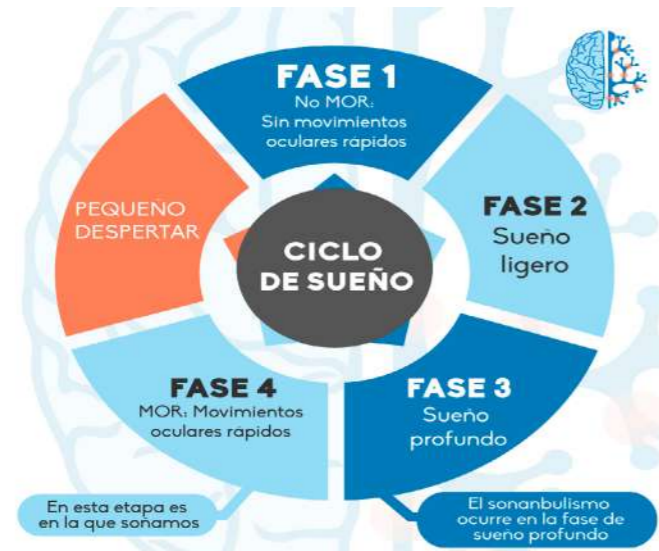 FASE 1
No MOR:
Sin movimientos
oculares rápidos
FASE 2
Sueño
ligero
FASE 3
Sueño
profundo
El sonanbulismo
ocurre en la fase de
sueño profundo
FASE 4
MOR: Movimientos
oculares rápidos
En esta etapa es
en la que soñamos
PEQUEÑO
DESPERTAR
CICLO
DE SUEÑO